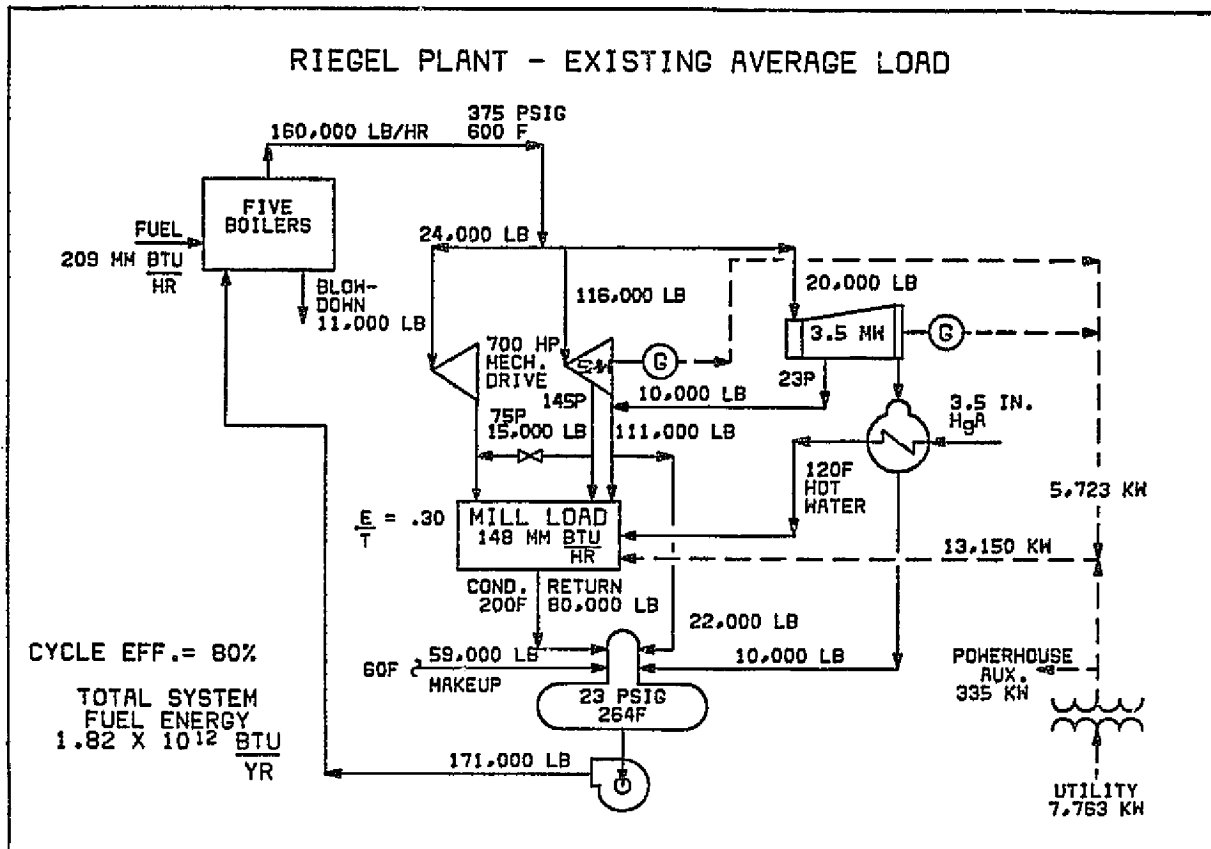 RIEGEL PLANT - EXISTING AVERAGE LOAD
375 PSIG
600 F
160,000 LB/HR
FIVE
BOILERS
FUEL
209 MM BTU
HR
BLOW-
DOWN
11,000 LB
24,000 LB
116,000 LB
20,000 LB
700 HP
MECH.
DRIVE
G
3.5 MW
G
23P
145P
10,000 LB
3.5 IN.
HgA
75P
15,000 LB
111,000 LB
120F
HOT
WATER
5,723 KW
E = .30
T
MILL LOAD
148 MM BTU
HR
13,150 KW
COND.
200F
RETURN
80,000 LB
22,000 LB
CYCLE EFF.= 80%
60F
59,000 LB
MAKEUP
10,000 LB
POWERHOUSE
AUX.
335 KW
TOTAL SYSTEM
FUEL ENERGY
1.82 X 10¹² BTU
YR
23 PSIG
264F
171,000 LB
UTILITY
7,763 KW